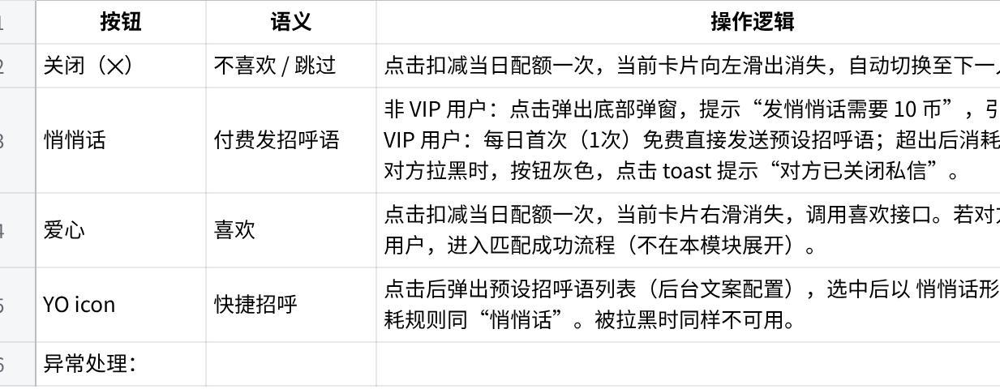 按钮 语义 操作逻辑
2 关闭（✕） 不喜欢 / 跳过 点击扣减当日配额一次，当前卡片向左滑出消失，自动切换至下一
非 VIP 用户：点击弹出底部弹窗，提示“发悄悄话需要 10 币”，引
3 悄悄话 付费发招呼语 VIP 用户：每日首次（1次）免费直接发送预设招呼语；超出后消耗
对方拉黑时，按钮灰色，点击 toast 提示“对方已关闭私信”。
点击扣减当日配额一次，当前卡片右滑消失，调用喜欢接口。若对
4 爱心 喜欢 用户，进入匹配成功流程（不在本模块展开）。
点击后弹出预设招呼语列表（后台文案配置），选中后以 悄悄话形
5 YO icon 快捷招呼 耗规则同“悄悄话”。被拉黑时同样不可用。
6 异常处理：